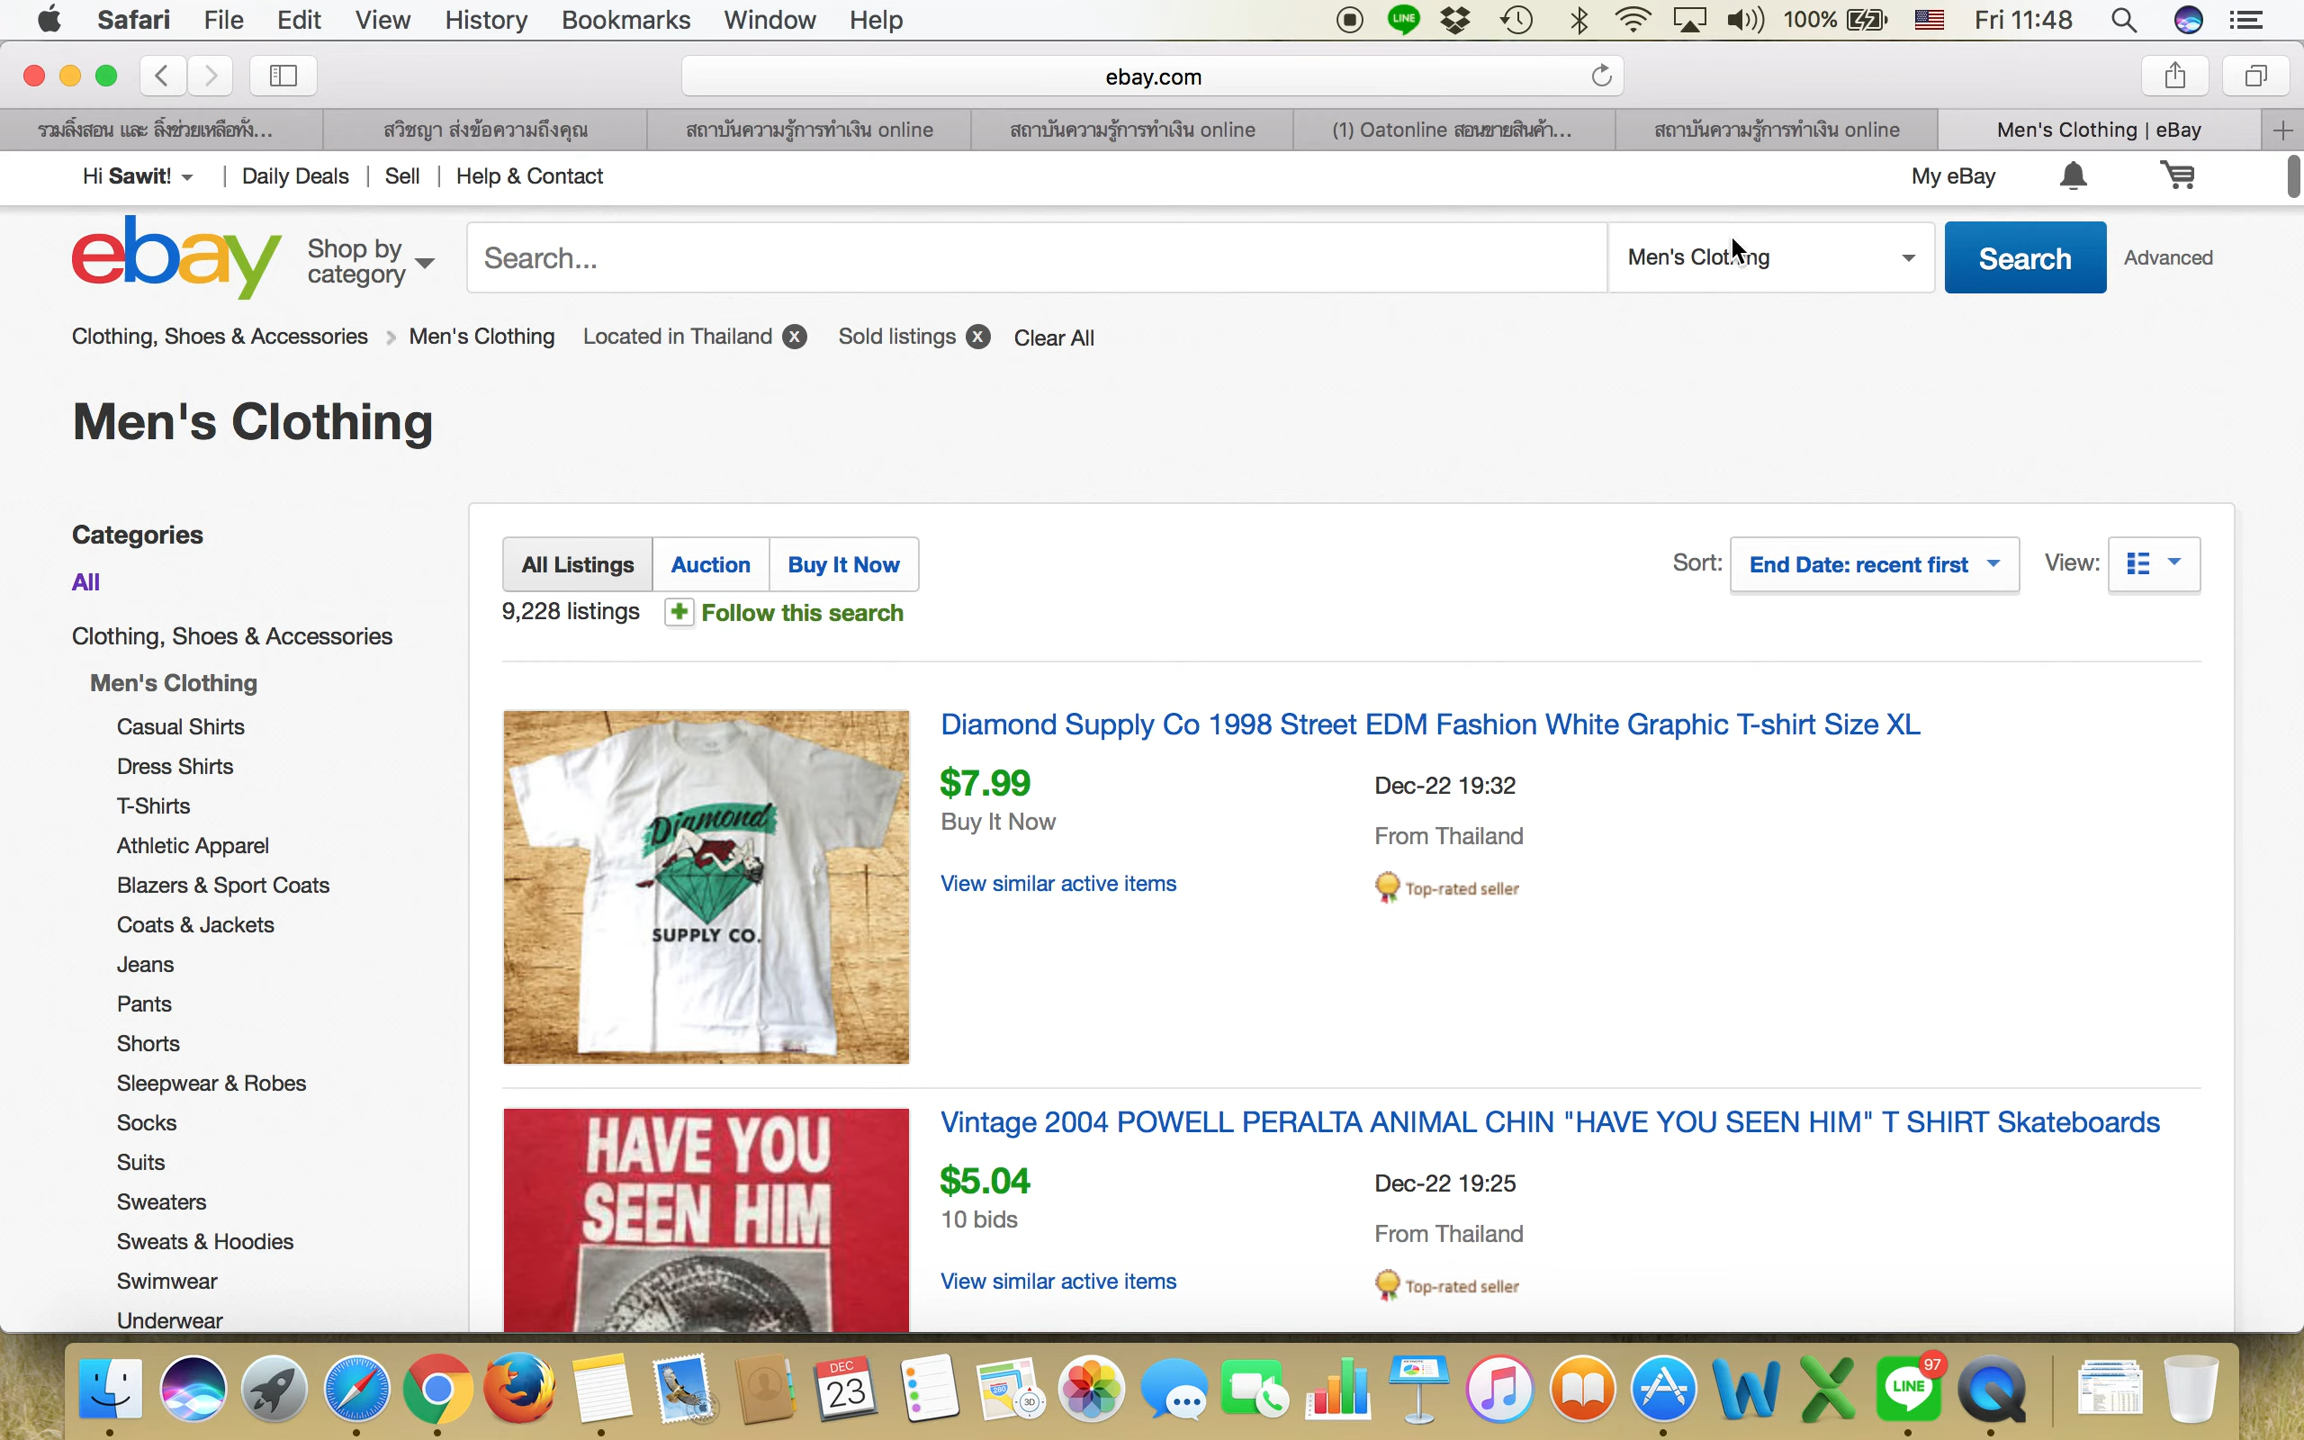 Safari File Edit View History Bookmarks Window Help LINE 100% Fri 11:48
ebay.com
รวมลิ้งสอน และ ลิ้งช่วยเหลือทั้ง... สวิชญา ส่งข้อความถึงคุณ สถาบันความรู้การทำเงิน online สถาบันความรู้การทำเงิน online (1) Oatonline สอนขายสินค้า... สถาบันความรู้การทำเงิน online Men's Clothing | eBay
Hi Sawit! Daily Deals Sell Help & Contact My eBay
ebay Shop by category Search... Men's Clothing Search Advanced
Clothing, Shoes & Accessories Men's Clothing Located in Thailand Sold listings Clear All
Men's Clothing
Categories
All
Clothing, Shoes & Accessories
Men's Clothing
Casual Shirts
Dress Shirts
T-Shirts
Athletic Apparel
Blazers & Sport Coats
Coats & Jackets
Jeans
Pants
Shorts
Sleepwear & Robes
Socks
Suits
Sweaters
Sweats & Hoodies
Swimwear
Underwear
All Listings Auction Buy It Now Sort: End Date: recent first View:
9,228 listings Follow this search
Diamond
SUPPLY CO.
Diamond Supply Co 1998 Street EDM Fashion White Graphic T-shirt Size XL
$7.99 Dec-22 19:32
Buy It Now From Thailand
View similar active items Top-rated seller
HAVE YOU
SEEN HIM
Vintage 2004 POWELL PERALTA ANIMAL CHIN "HAVE YOU SEEN HIM" T SHIRT Skateboards
$5.04 Dec-22 19:25
10 bids From Thailand
View similar active items Top-rated seller
DEC
23
280
3D
LINE
97